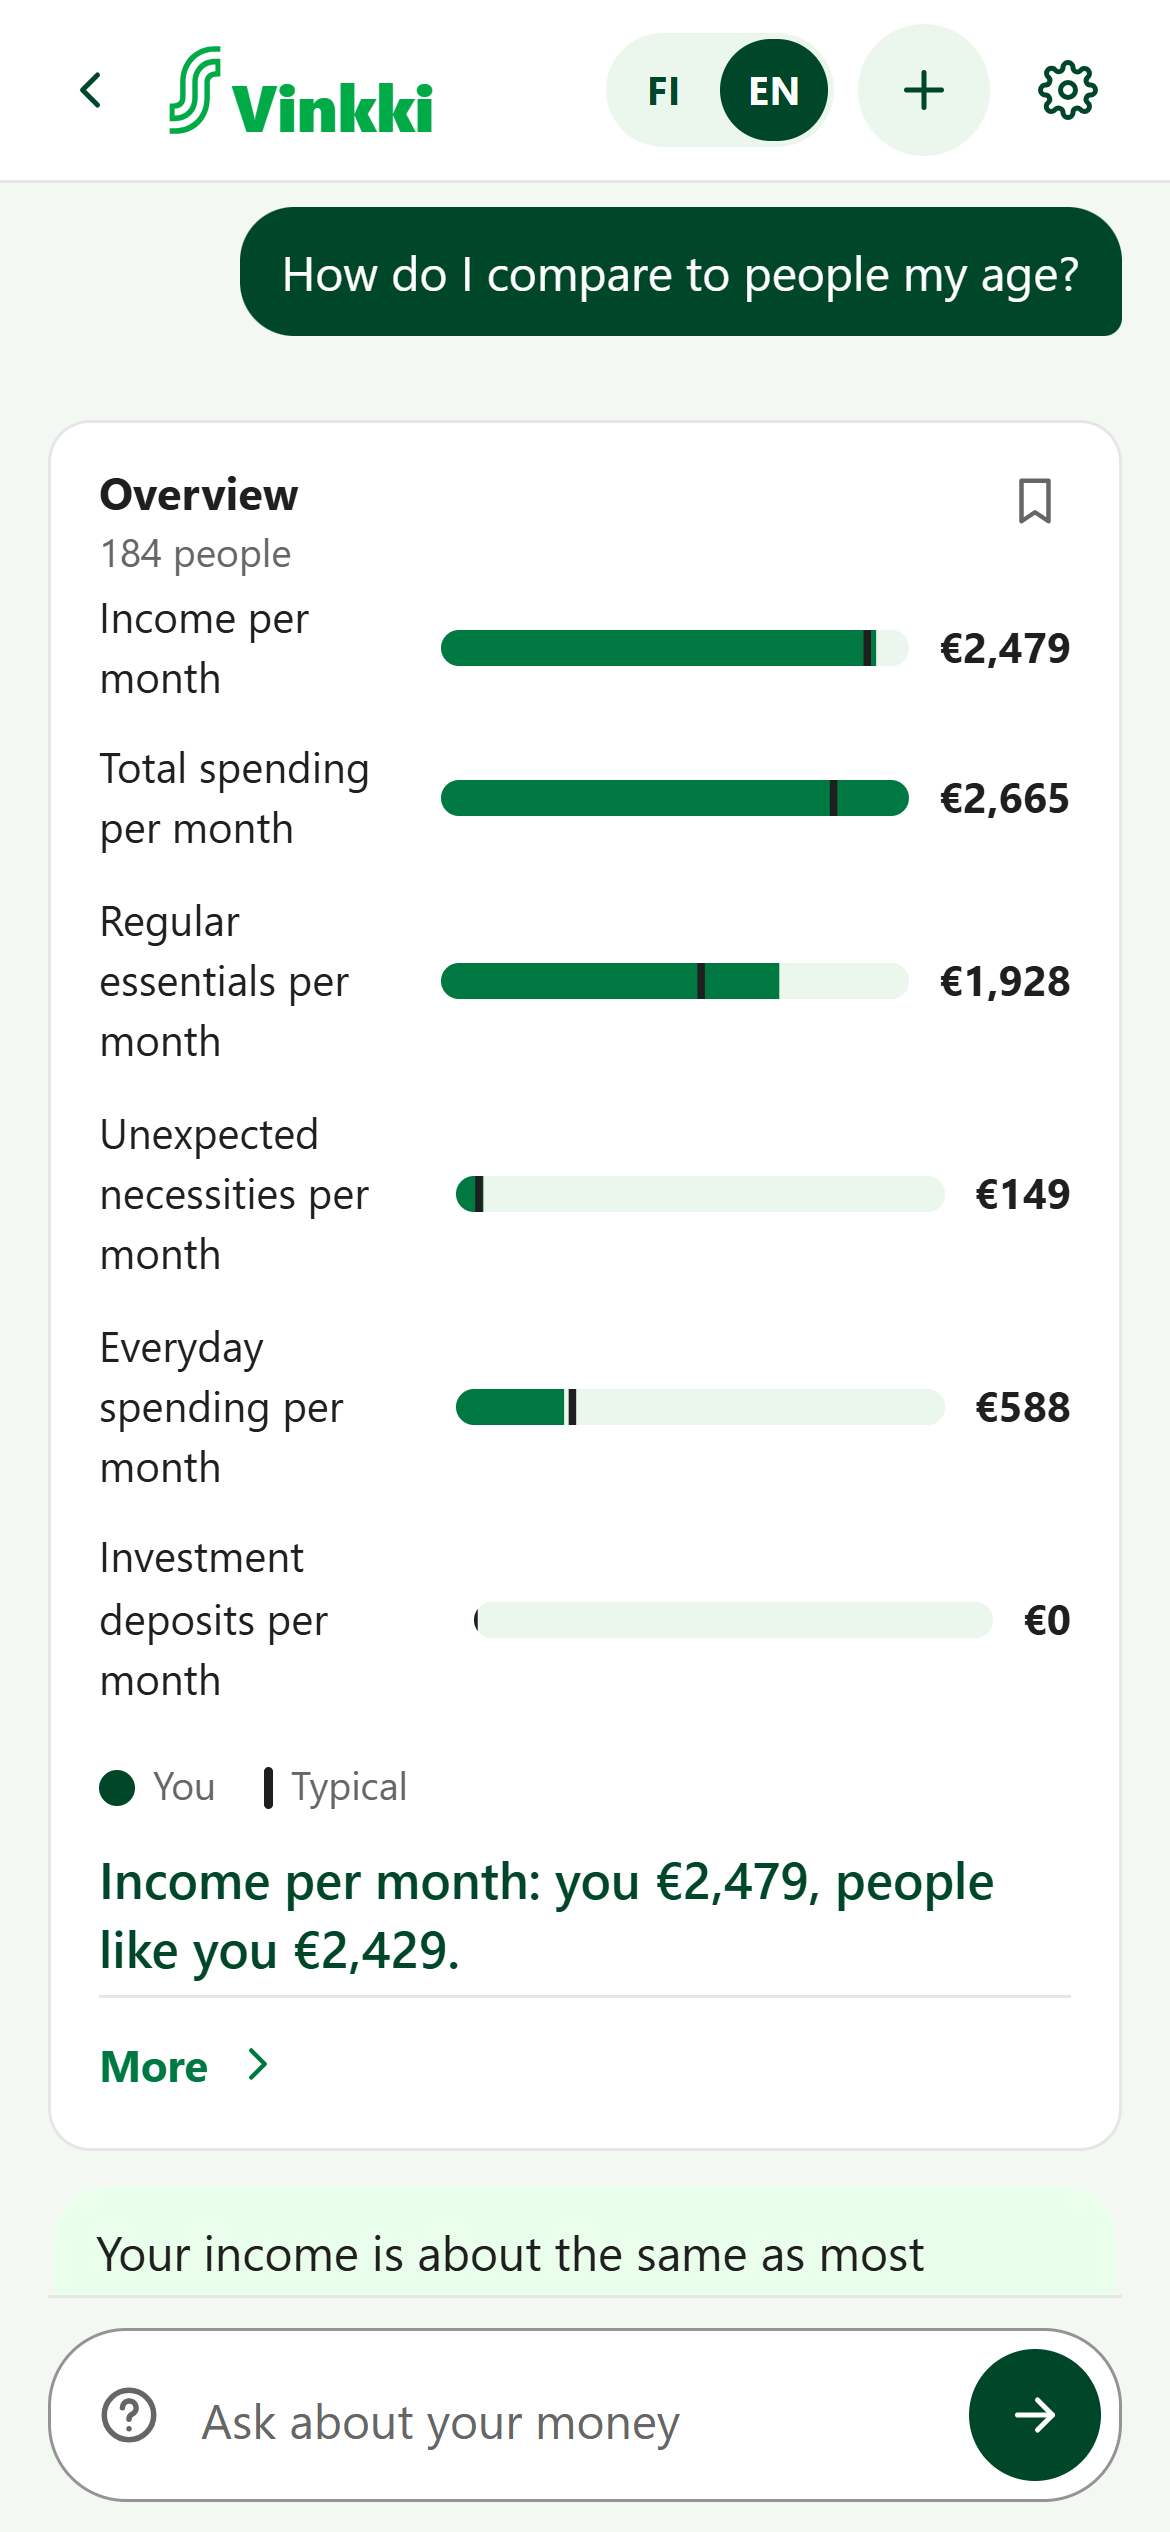 Vinkki
FI
EN
How do I compare to people my age?
Overview
184 people
Income per
month
€2,479
Total spending
per month
€2,665
Regular
essentials per
month
€1,928
Unexpected
necessities per
month
€149
Everyday
spending per
month
€588
Investment
deposits per
month
€0
You
Typical
Income per month: you €2,479, people
like you €2,429.
More
Your income is about the same as most
Ask about your money